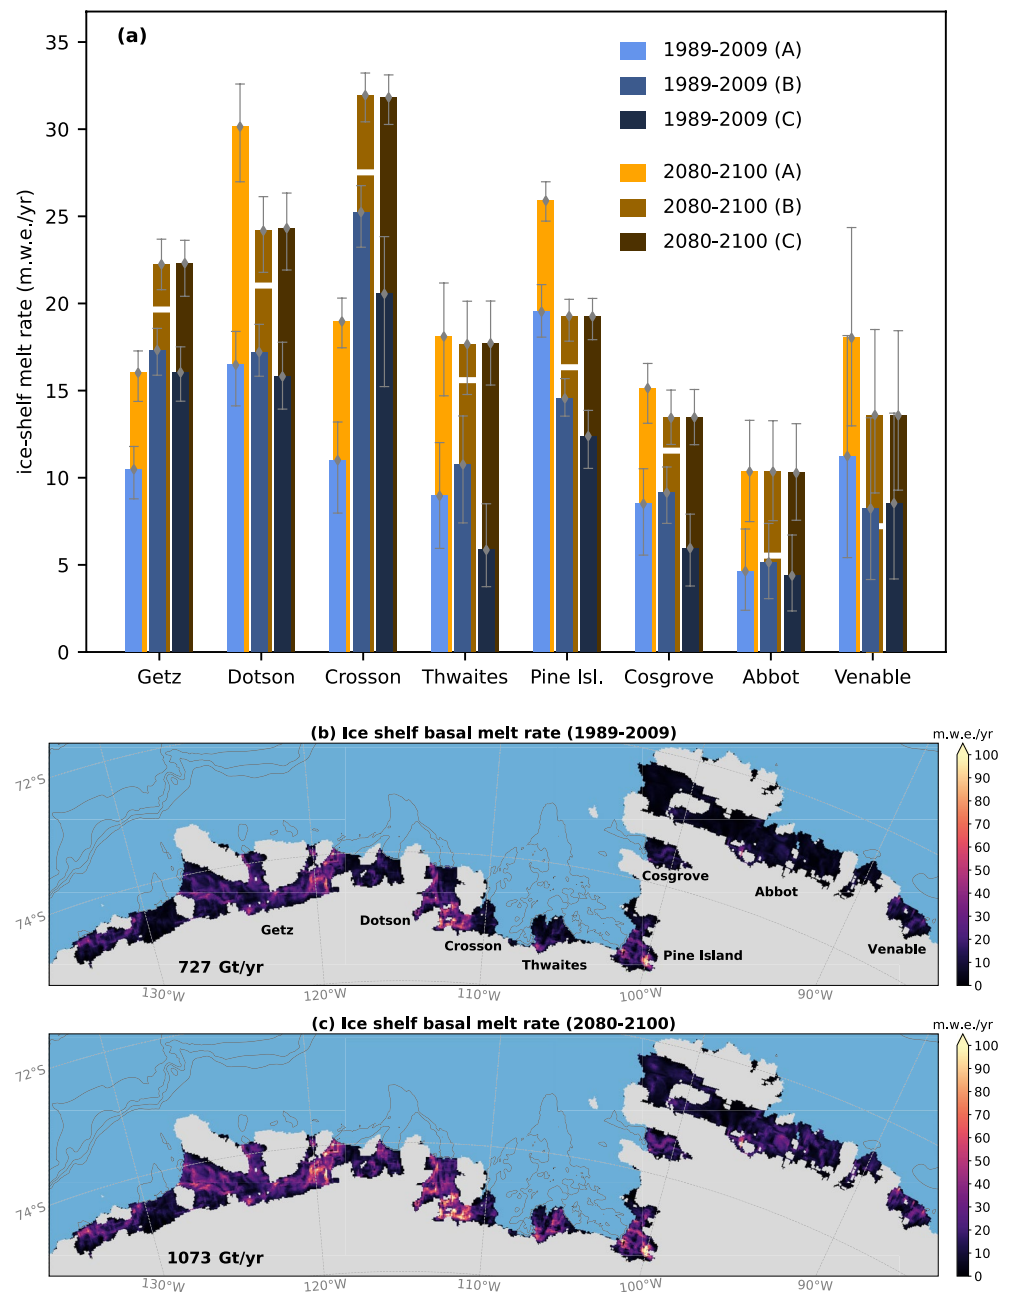 (a)
ice-shelf melt rate (m.w.e./yr)
35
30
25
20
15
10
5
0
1989-2009 (A)
1989-2009 (B)
1989-2009 (C)
2080-2100 (A)
2080-2100 (B)
2080-2100 (C)
Getz Dotson Crosson Thwaites Pine Isl. Cosgrove Abbot Venable
(b) Ice shelf basal melt rate (1989-2009)
m.w.e./yr
100
90
80
70
60
50
40
30
20
10
0
72°S
74°S
Cosgrove
Abbot
Dotson
Getz
Crosson
Venable
Pine Island
Thwaites
727 Gt/yr
130°W 120°W 110°W 100°W 90°W
(c) Ice shelf basal melt rate (2080-2100)
m.w.e./yr
100
90
80
70
60
50
40
30
20
10
0
72°S
74°S
1073 Gt/yr
130°W 120°W 110°W 100°W 90°W